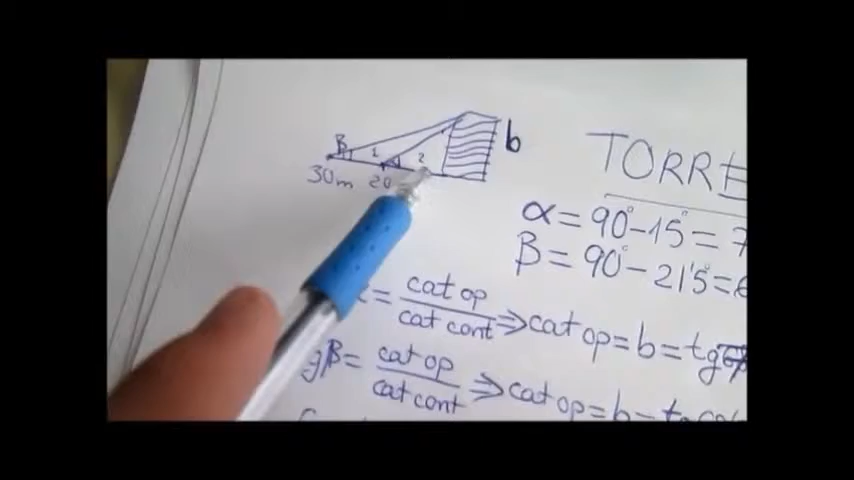 B 1 2 b
30m 20
TORRE
α = 90° - 15° = 7
β = 90° - 21'5 = 6
= cat op / cat cont ⇒ cat op = b = tg
gβ = cat op / cat cont ⇒ cat op = b =